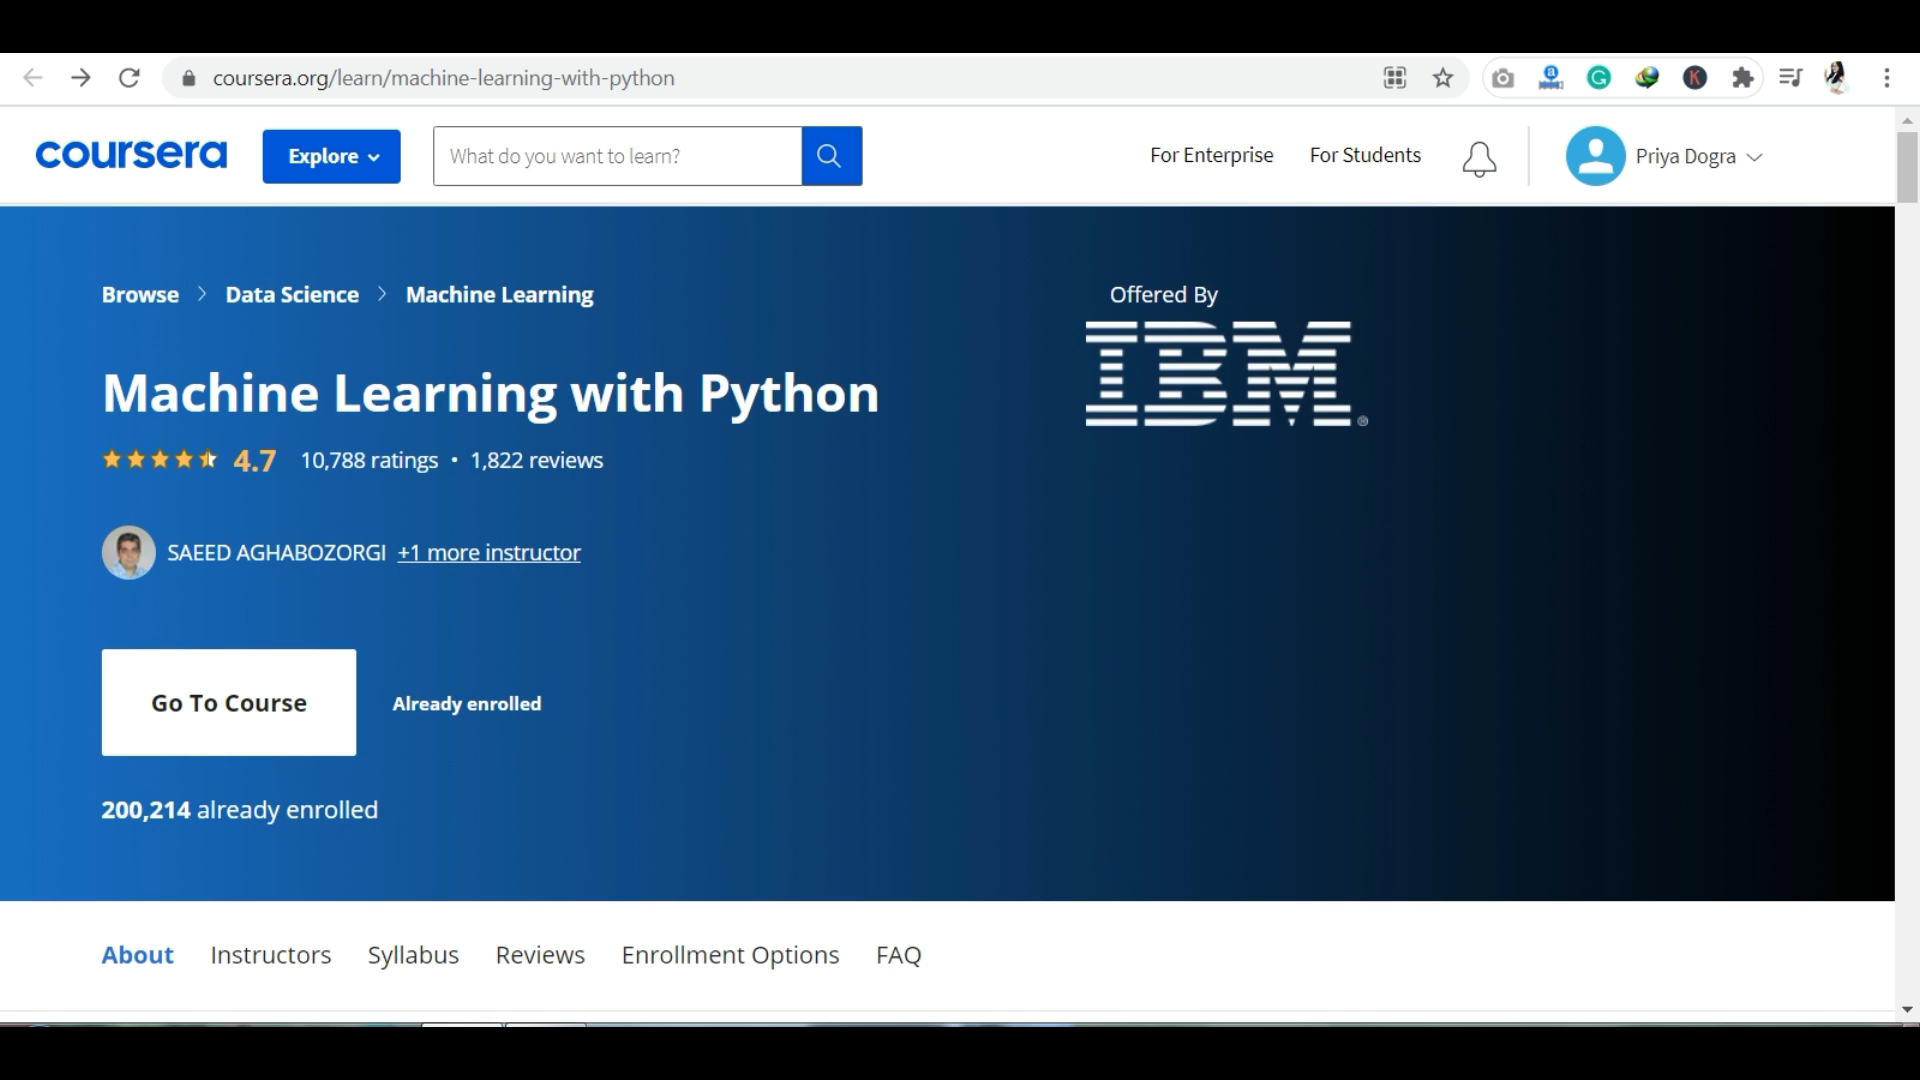 coursera.org/learn/machine-learning-with-python
coursera Explore What do you want to learn? For Enterprise For Students Priya Dogra
Browse > Data Science > Machine Learning
Offered By
IBM®
Machine Learning with Python
4.7 10,788 ratings • 1,822 reviews
SAEED AGHABOZORGI +1 more instructor
Go To Course Already enrolled
200,214 already enrolled
About Instructors Syllabus Reviews Enrollment Options FAQ